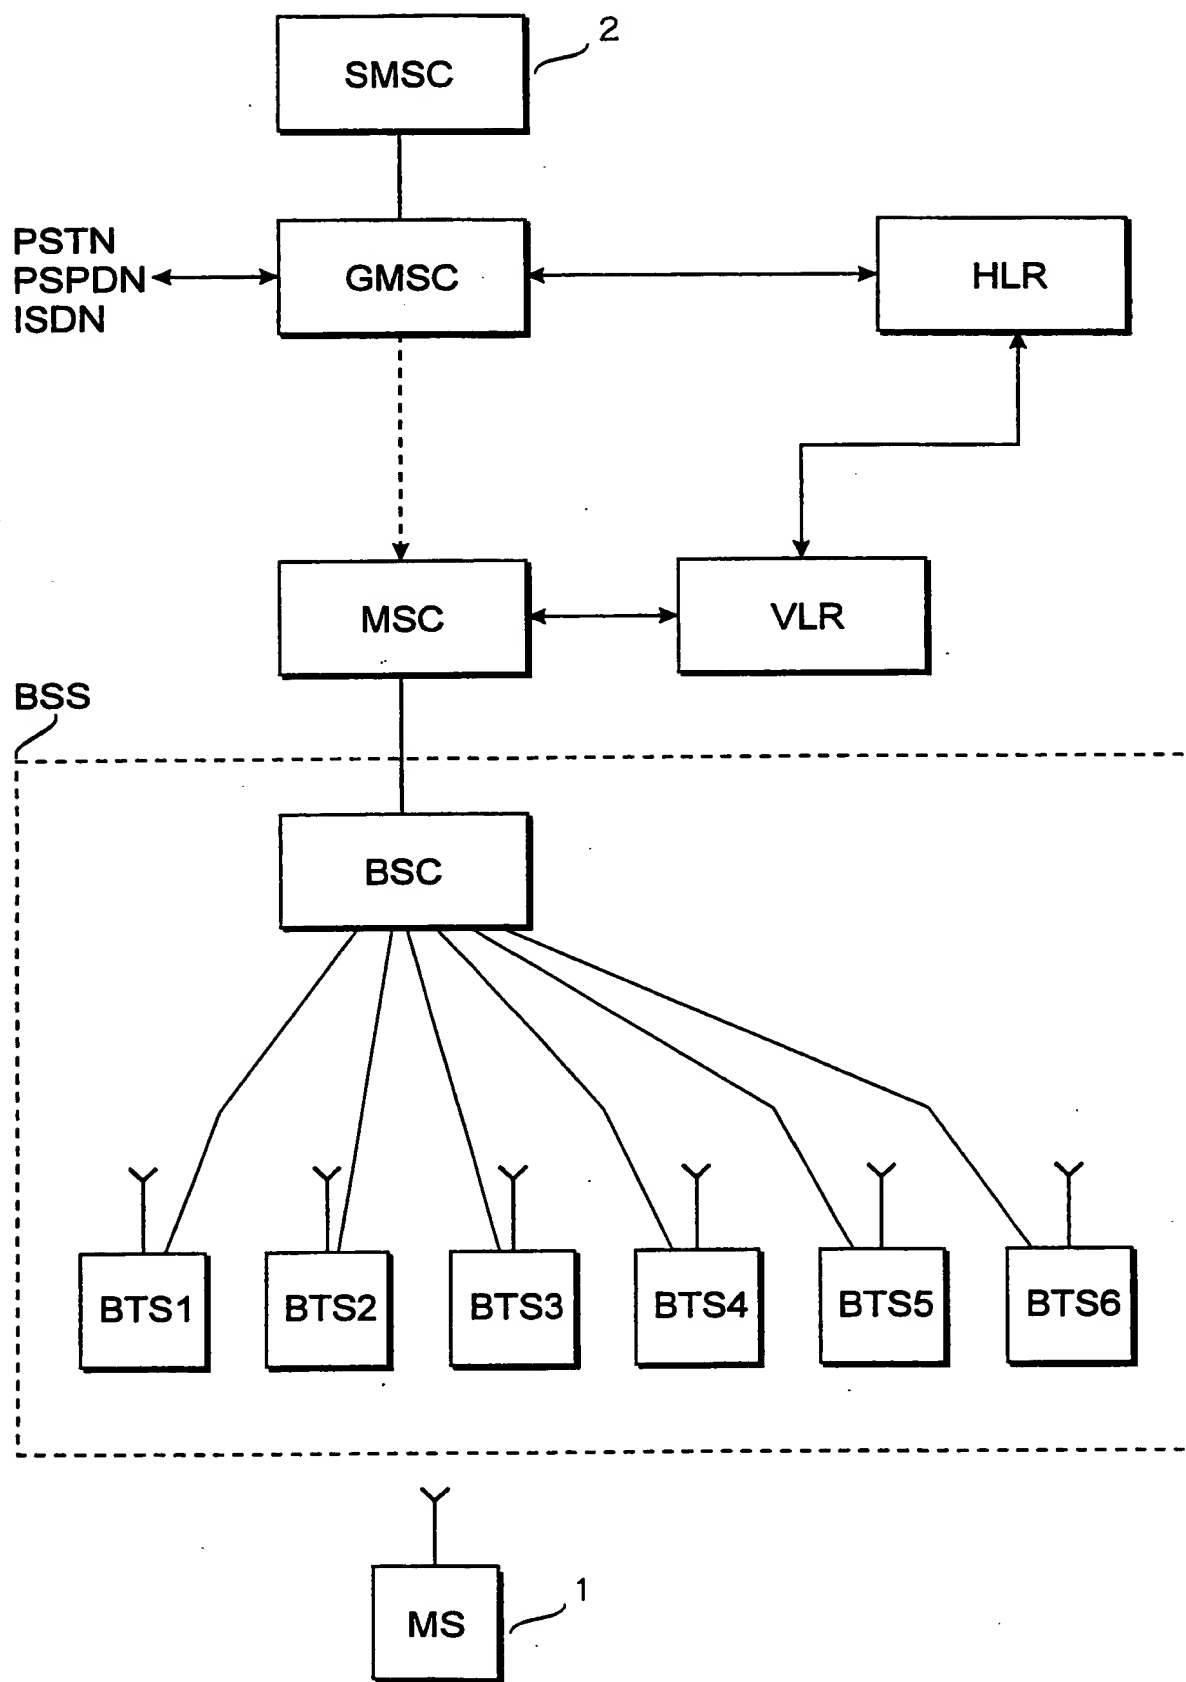 2
SMSC
PSTN
PSPDN
ISDN
GMSC
HLR
MSC
VLR
BSS
BSC
BTS1
BTS2
BTS3
BTS4
BTS5
BTS6
MS
1